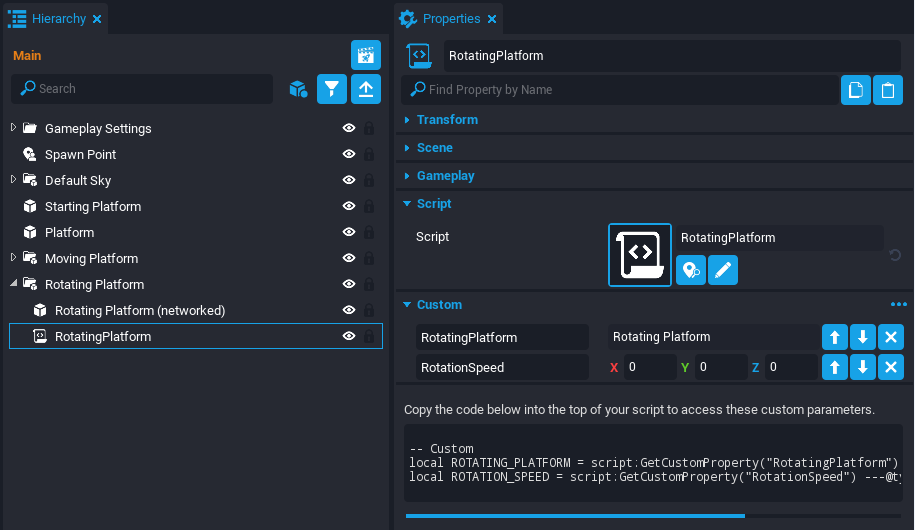 Hierarchy
Main
Search
Gameplay Settings
Spawn Point
Default Sky
Starting Platform
Platform
Moving Platform
Rotating Platform
Rotating Platform (networked)
RotatingPlatform
Properties
RotatingPlatform
Find Property by Name
Transform
Scene
Gameplay
Script
Script
RotatingPlatform
Custom
RotatingPlatform Rotating Platform
RotationSpeed X 0 Y 0 Z 0
Copy the code below into the top of your script to access these custom parameters.
-- Custom
local ROTATING_PLATFORM = script:GetCustomProperty("RotatingPlatform")
local ROTATION_SPEED = script:GetCustomProperty("RotationSpeed") ---@ty